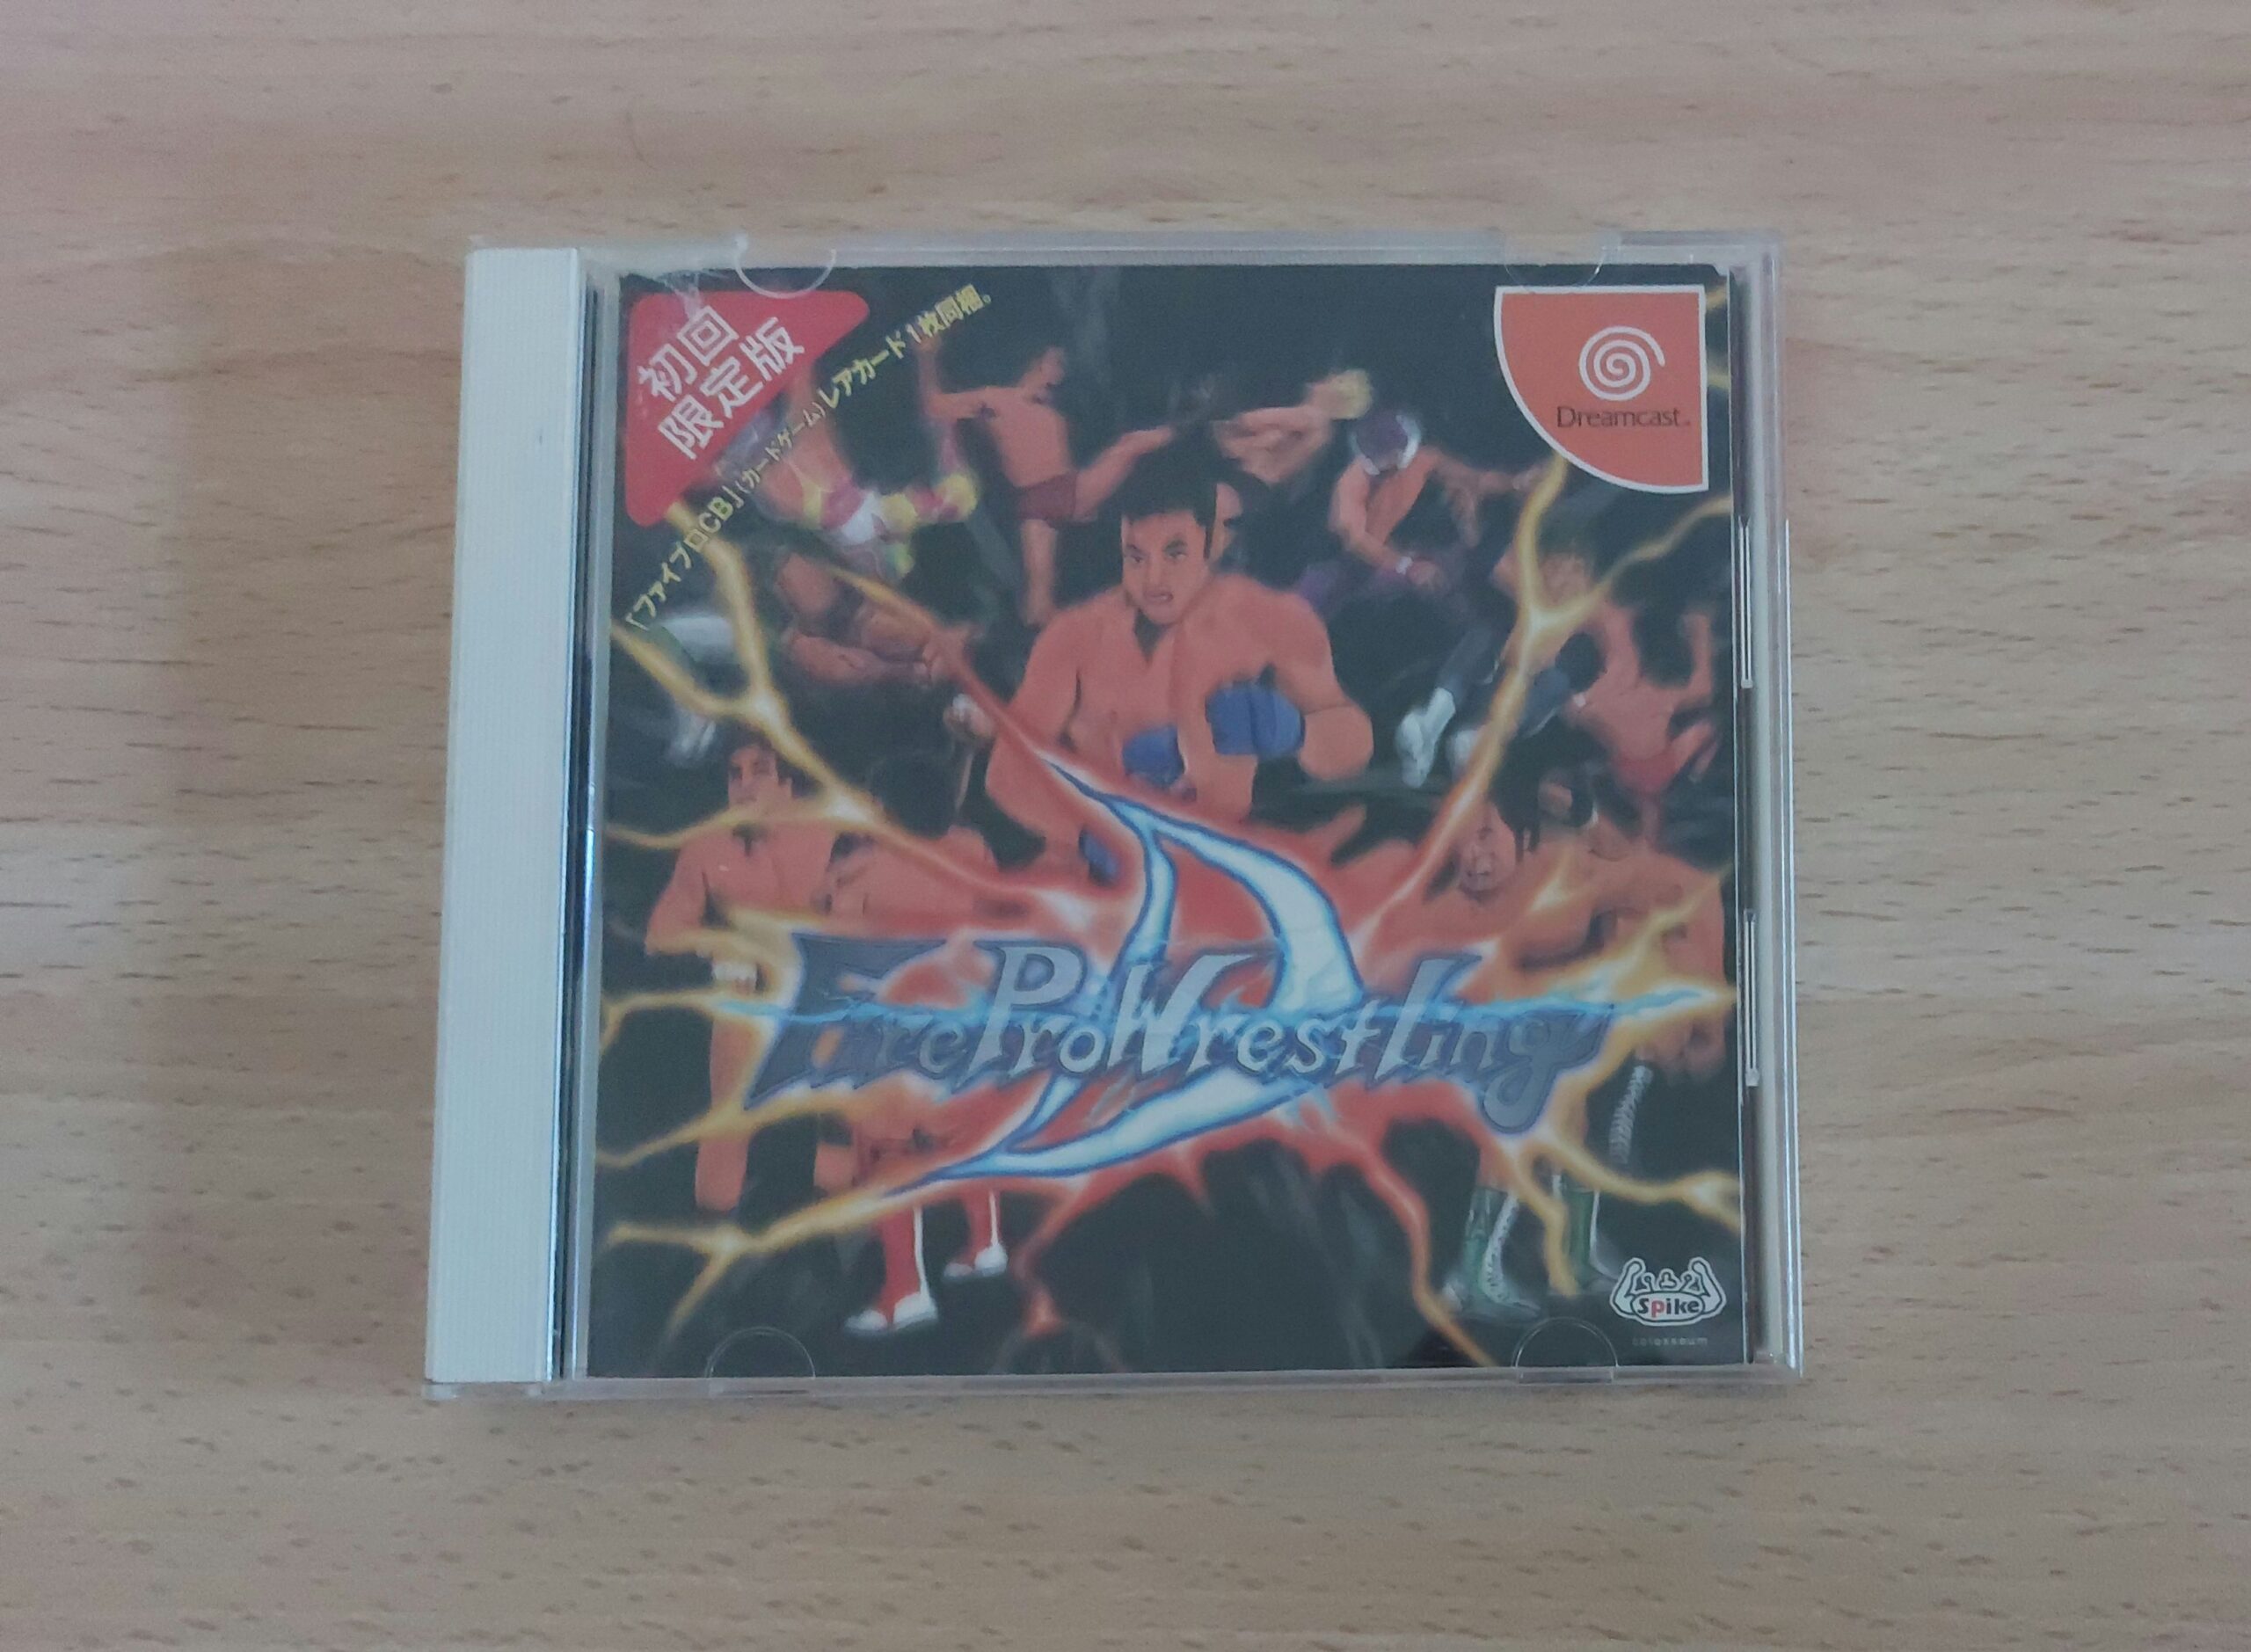 初回
限定版
「ファイプロCB」(カードゲーム)レアカード1枚同梱。
Dreamcast
D
Fire Pro Wrestling
Spike
colosseum